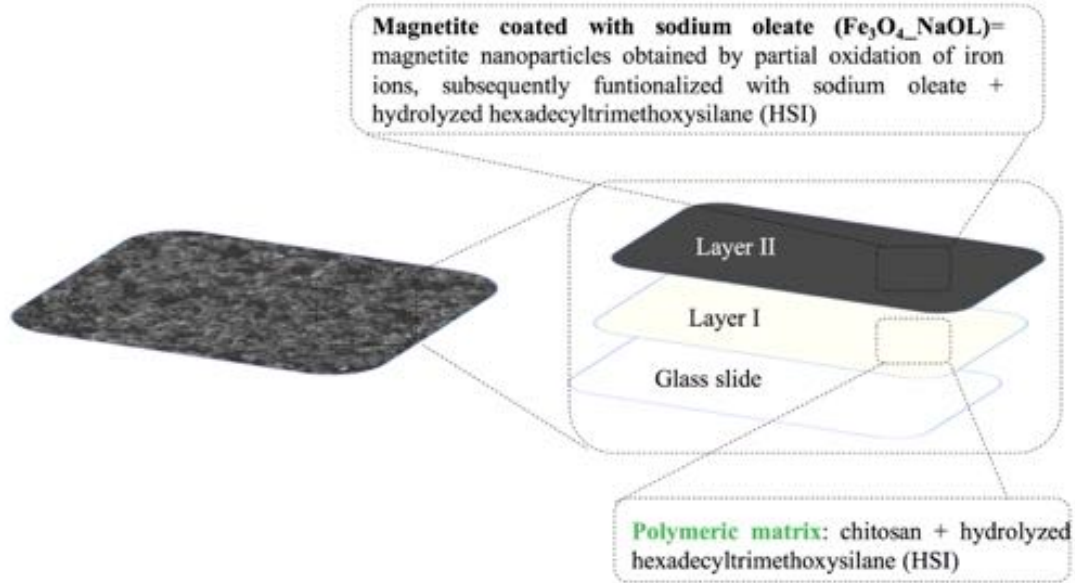 Magnetite coated with sodium oleate (Fe₃O₄_NaOL)=
magnetite nanoparticles obtained by partial oxidation of iron
ions, subsequently funtionalized with sodium oleate +
hydrolyzed hexadecyltrimethoxysilane (HSI)
Layer II
Layer I
Glass slide
Polymeric matrix: chitosan + hydrolyzed
hexadecyltrimethoxysilane (HSI)